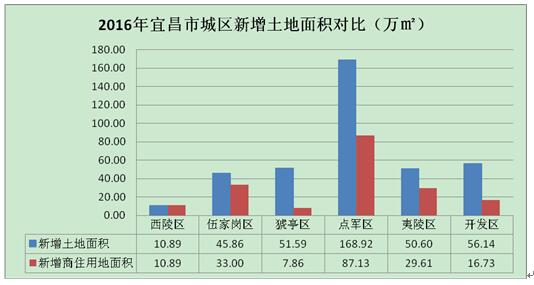 2016年宜昌市城区新增土地面积对比（万㎡）
180.00
160.00
140.00
120.00
100.00
80.00
60.00
40.00
20.00
0.00
西陵区 伍家岗区 猇亭区 点军区 夷陵区 开发区
新增土地面积 10.89 45.86 51.59 168.92 50.60 56.14
新增商住用地面积 10.89 33.00 7.86 87.13 29.61 16.73